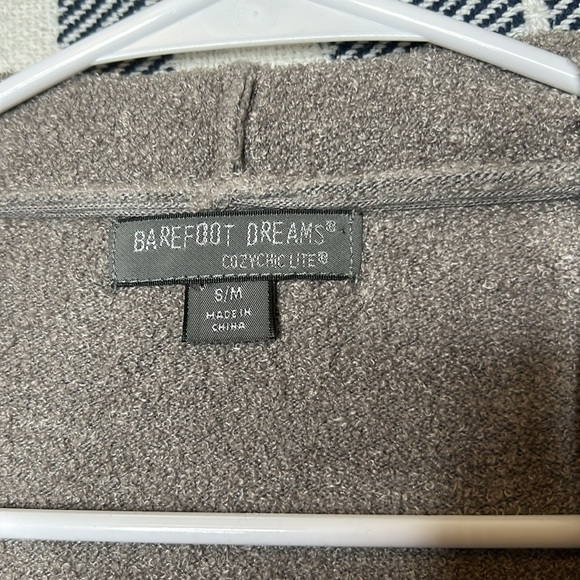 BAREFOOT DREAMS®
COZYCHIC LITE®
S/M
MADE IN
CHINA